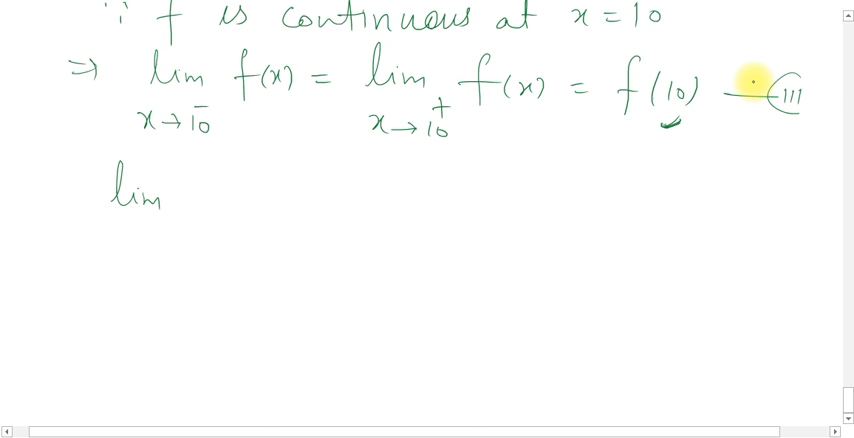 ∵ f is continuous at x = 10
⇒ lim x→10⁻ f(x) = lim x→10⁺ f(x) = f(10) — (III
lim